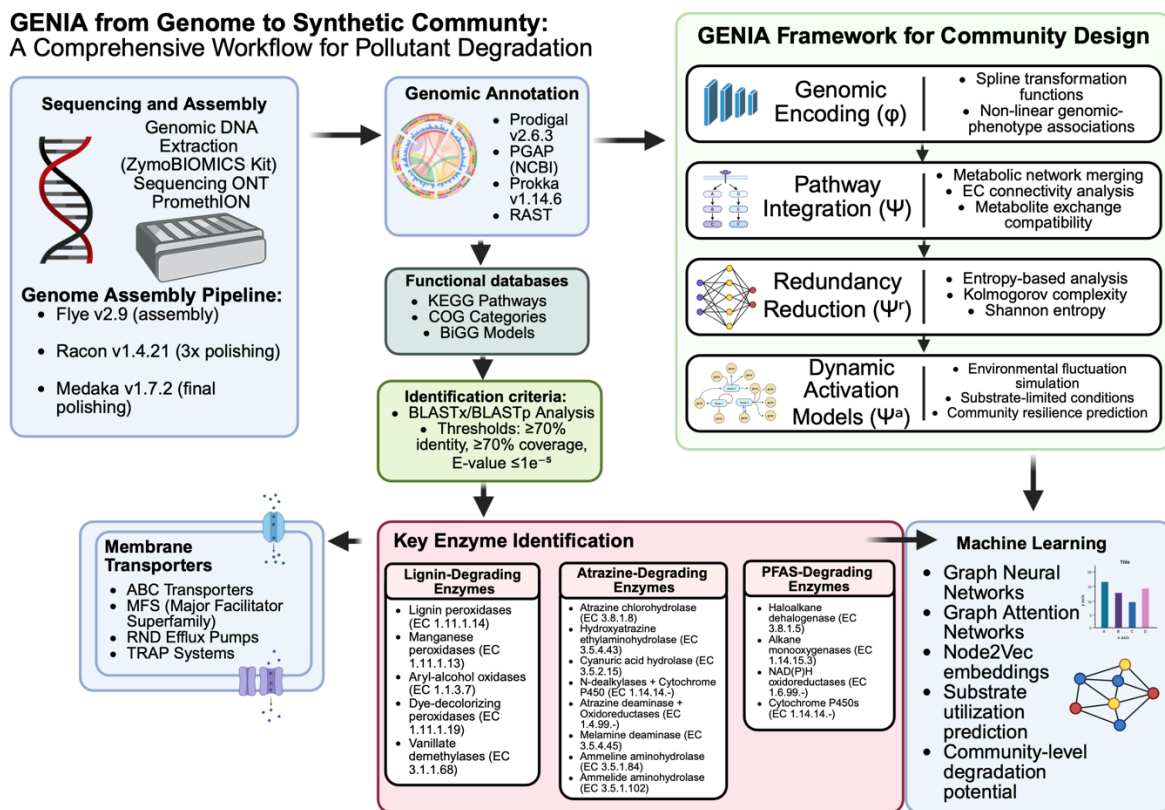 GENIA from Genome to Synthetic Communty:
A Comprehensive Workflow for Pollutant Degradation
Sequencing and Assembly
Genomic DNA
Extraction
(ZymoBIOMICS Kit)
Sequencing ONT
PromethION
Genome Assembly Pipeline:
• Flye v2.9 (assembly)
• Racon v1.4.21 (3x polishing)
• Medaka v1.7.2 (final
polishing)
Genomic Annotation
• Prodigal
v2.6.3
• PGAP
(NCBI)
• Prokka
v1.14.6
• RAST
Functional databases
• KEGG Pathways
• COG Categories
• BiGG Models
Identification criteria:
• BLASTx/BLASTp Analysis
• Thresholds: ≥70%
identity, ≥70% coverage,
E-value ≤1e⁻⁵
GENIA Framework for Community Design
Genomic
Encoding (φ)
• Spline transformation
functions
• Non-linear genomic-
phenotype associations
Pathway
Integration (Ψ)
A
D
B
E
C
F
• Metabolic network merging
• EC connectivity analysis
• Metabolite exchange
compatibility
Redundancy
Reduction (Ψʳ)
• Entropy-based analysis
• Kolmogorov complexity
• Shannon entropy
Dynamic
Activation
Models (Ψᵃ)
• Environmental fluctuation
simulation
• Substrate-limited conditions
• Community resilience prediction
Membrane
Transporters
• ABC Transporters
• MFS (Major Facilitator
Superfamily)
• RND Efflux Pumps
• TRAP Systems
Key Enzyme Identification
Lignin-Degrading
Enzymes
• Lignin peroxidases
(EC 1.11.1.14)
• Manganese
peroxidases (EC
1.11.1.13)
• Aryl-alcohol oxidases
(EC 1.1.3.7)
• Dye-decolorizing
peroxidases (EC
1.11.1.19)
• Vanillate
demethylases (EC
3.1.1.68)
Atrazine-Degrading
Enzymes
• Atrazine chlorohydrolase
(EC 3.8.1.8)
• Hydroxyatrazine
ethylaminohydrolase (EC
3.5.4.43)
• Cyanuric acid hydrolase (EC
3.5.2.15)
• N-dealkylases + Cytochrome
P450 (EC 1.14.14.-)
• Atrazine deaminase +
Oxidoreductases (EC
1.4.99.-)
• Melamine deaminase (EC
3.5.4.45)
• Ammeline aminohydrolase
(EC 3.5.1.84)
• Ammelide aminohydrolase
(EC 3.5.1.102)
PFAS-Degrading
Enzymes
• Haloalkane
dehalogenase (EC
3.8.1.5)
• Alkane
monooxygenases (EC
1.14.15.3)
• NAD(P)H
oxidoreductases (EC
1.6.99.-)
• Cytochrome P450s
(EC 1.14.14.-)
Machine Learning
• Graph Neural
Networks
• Graph Attention
Networks
• Node2Vec
embeddings
• Substrate
utilization
prediction
• Community-level
degradation
potential
Title
A B C D
x axis